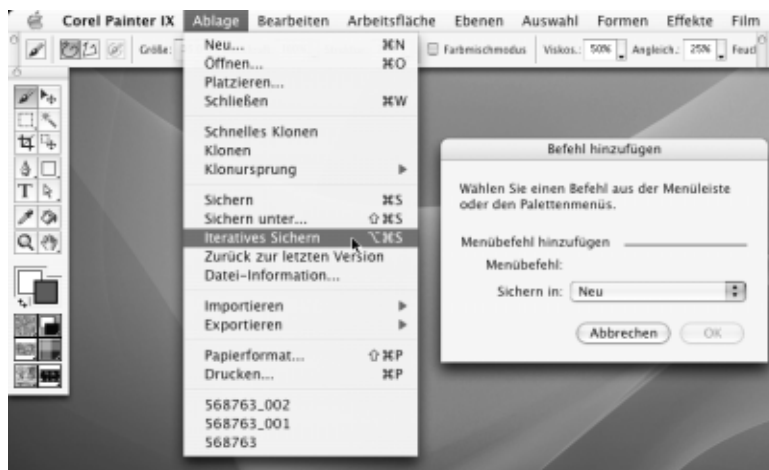 Corel Painter IX Ablage Bearbeiten Arbeitsfläche Ebenen Auswahl Formen Effekte Film
Größe: Farbmischmodus Viskos.: 50% Angleich.: 25% Feuch
Neu... ⌘N
Öffnen... ⌘O
Platzieren...
Schließen ⌘W
Schnelles Klonen
Klonen
Klonursprung
Sichern ⌘S
Sichern unter... ⇧⌘S
Iteratives Sichern ⌥⌘S
Zurück zur letzten Version
Datei-Information...
Importieren
Exportieren
Papierformat... ⇧⌘P
Drucken... ⌘P
568763_002
568763_001
568763
T
Befehl hinzufügen
Wählen Sie einen Befehl aus der Menüleiste
oder den Palettenmenüs.
Menübefehl hinzufügen
Menübefehl:
Sichern in: Neu
Abbrechen OK